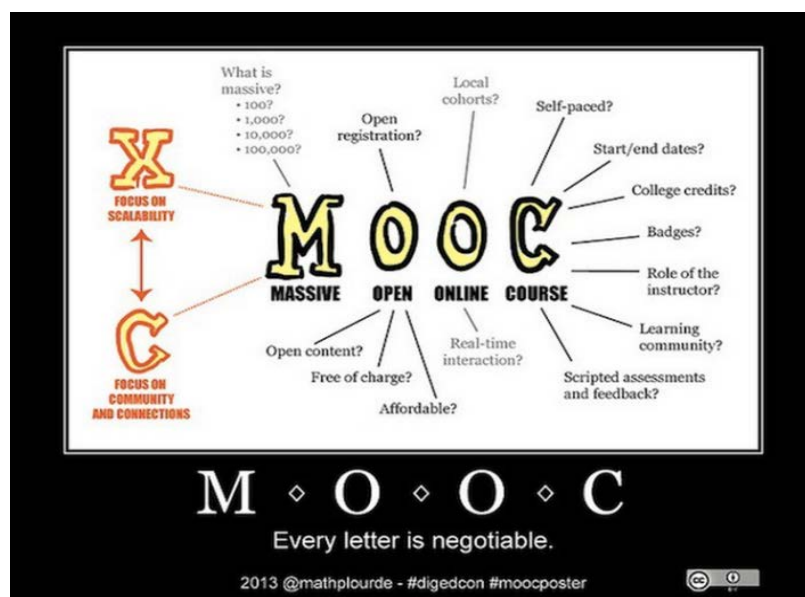 What is
massive?
• 100?
• 1,000?
• 10,000?
• 100,000?
Open
registration?
Local
cohorts?
Self-paced?
Start/end dates?
College credits?
Badges?
Role of the
instructor?
Learning
community?
Scripted assessments
and feedback?
X
FOCUS ON
SCALABILITY
C
FOCUS ON
COMMUNITY
AND CONNECTIONS
M O O C
MASSIVE OPEN ONLINE COURSE
Open content?
Free of charge?
Affordable?
Real-time
interaction?
M ⋄ O ⋄ O ⋄ C
Every letter is negotiable.
2013 @mathplourde - #digedcon #moocposter
cc
BY